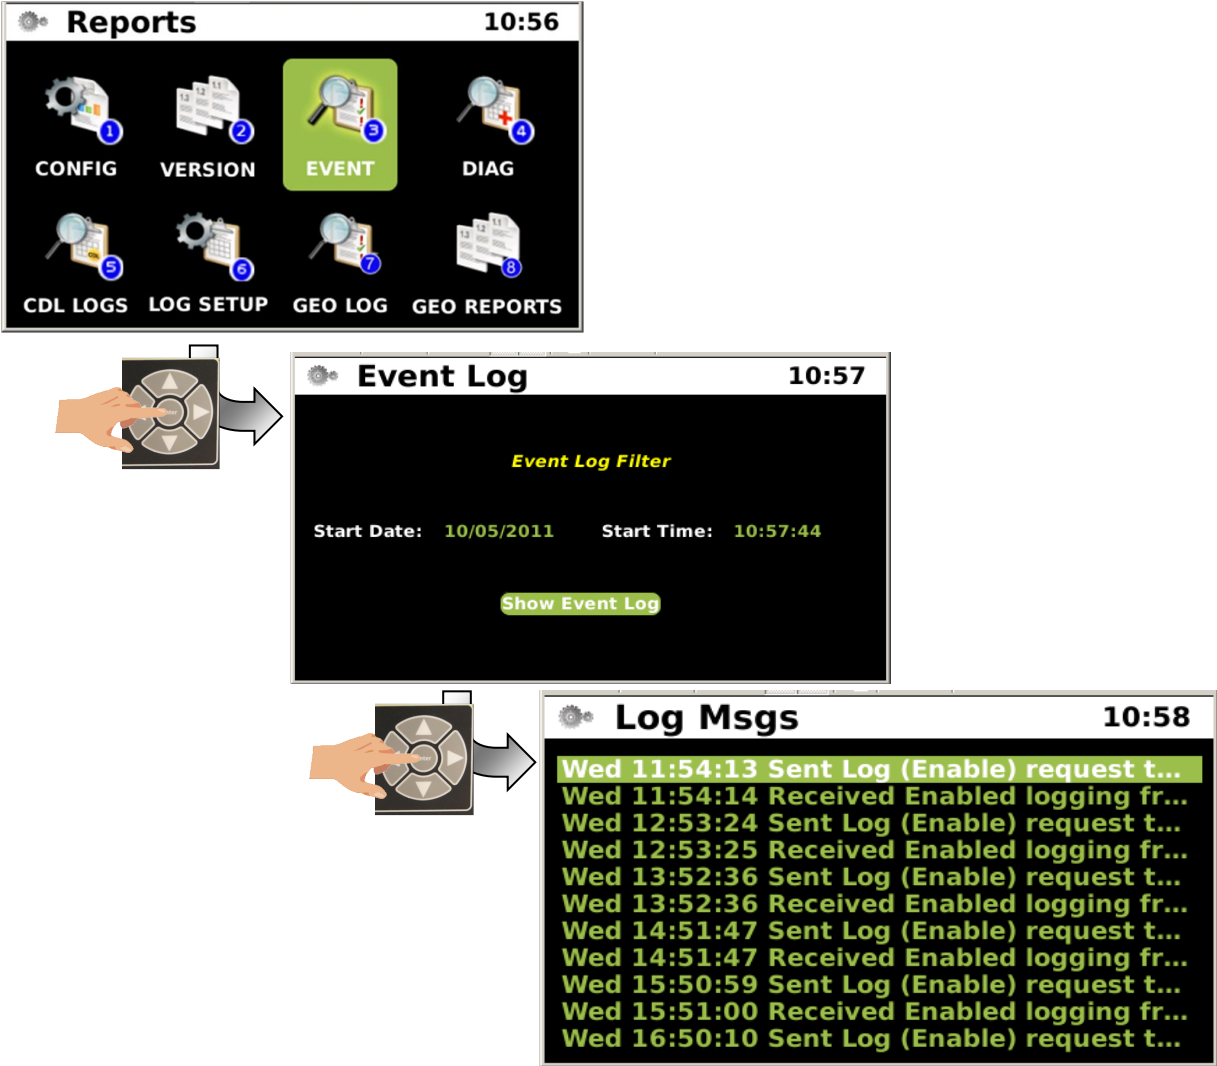 Reports 10:56
1 2 3 4
CONFIG VERSION EVENT DIAG
5 6 7 8
CDL LOGS LOG SETUP GEO LOG GEO REPORTS
Event Log 10:57
Event Log Filter
Start Date: 10/05/2011 Start Time: 10:57:44
Show Event Log
Log Msgs 10:58
Wed 11:54:13 Sent Log (Enable) request t...
Wed 11:54:14 Received Enabled logging fr...
Wed 12:53:24 Sent Log (Enable) request t...
Wed 12:53:25 Received Enabled logging fr...
Wed 13:52:36 Sent Log (Enable) request t...
Wed 13:52:36 Received Enabled logging fr...
Wed 14:51:47 Sent Log (Enable) request t...
Wed 14:51:47 Received Enabled logging fr...
Wed 15:50:59 Sent Log (Enable) request t...
Wed 15:51:00 Received Enabled logging fr...
Wed 16:50:10 Sent Log (Enable) request t...